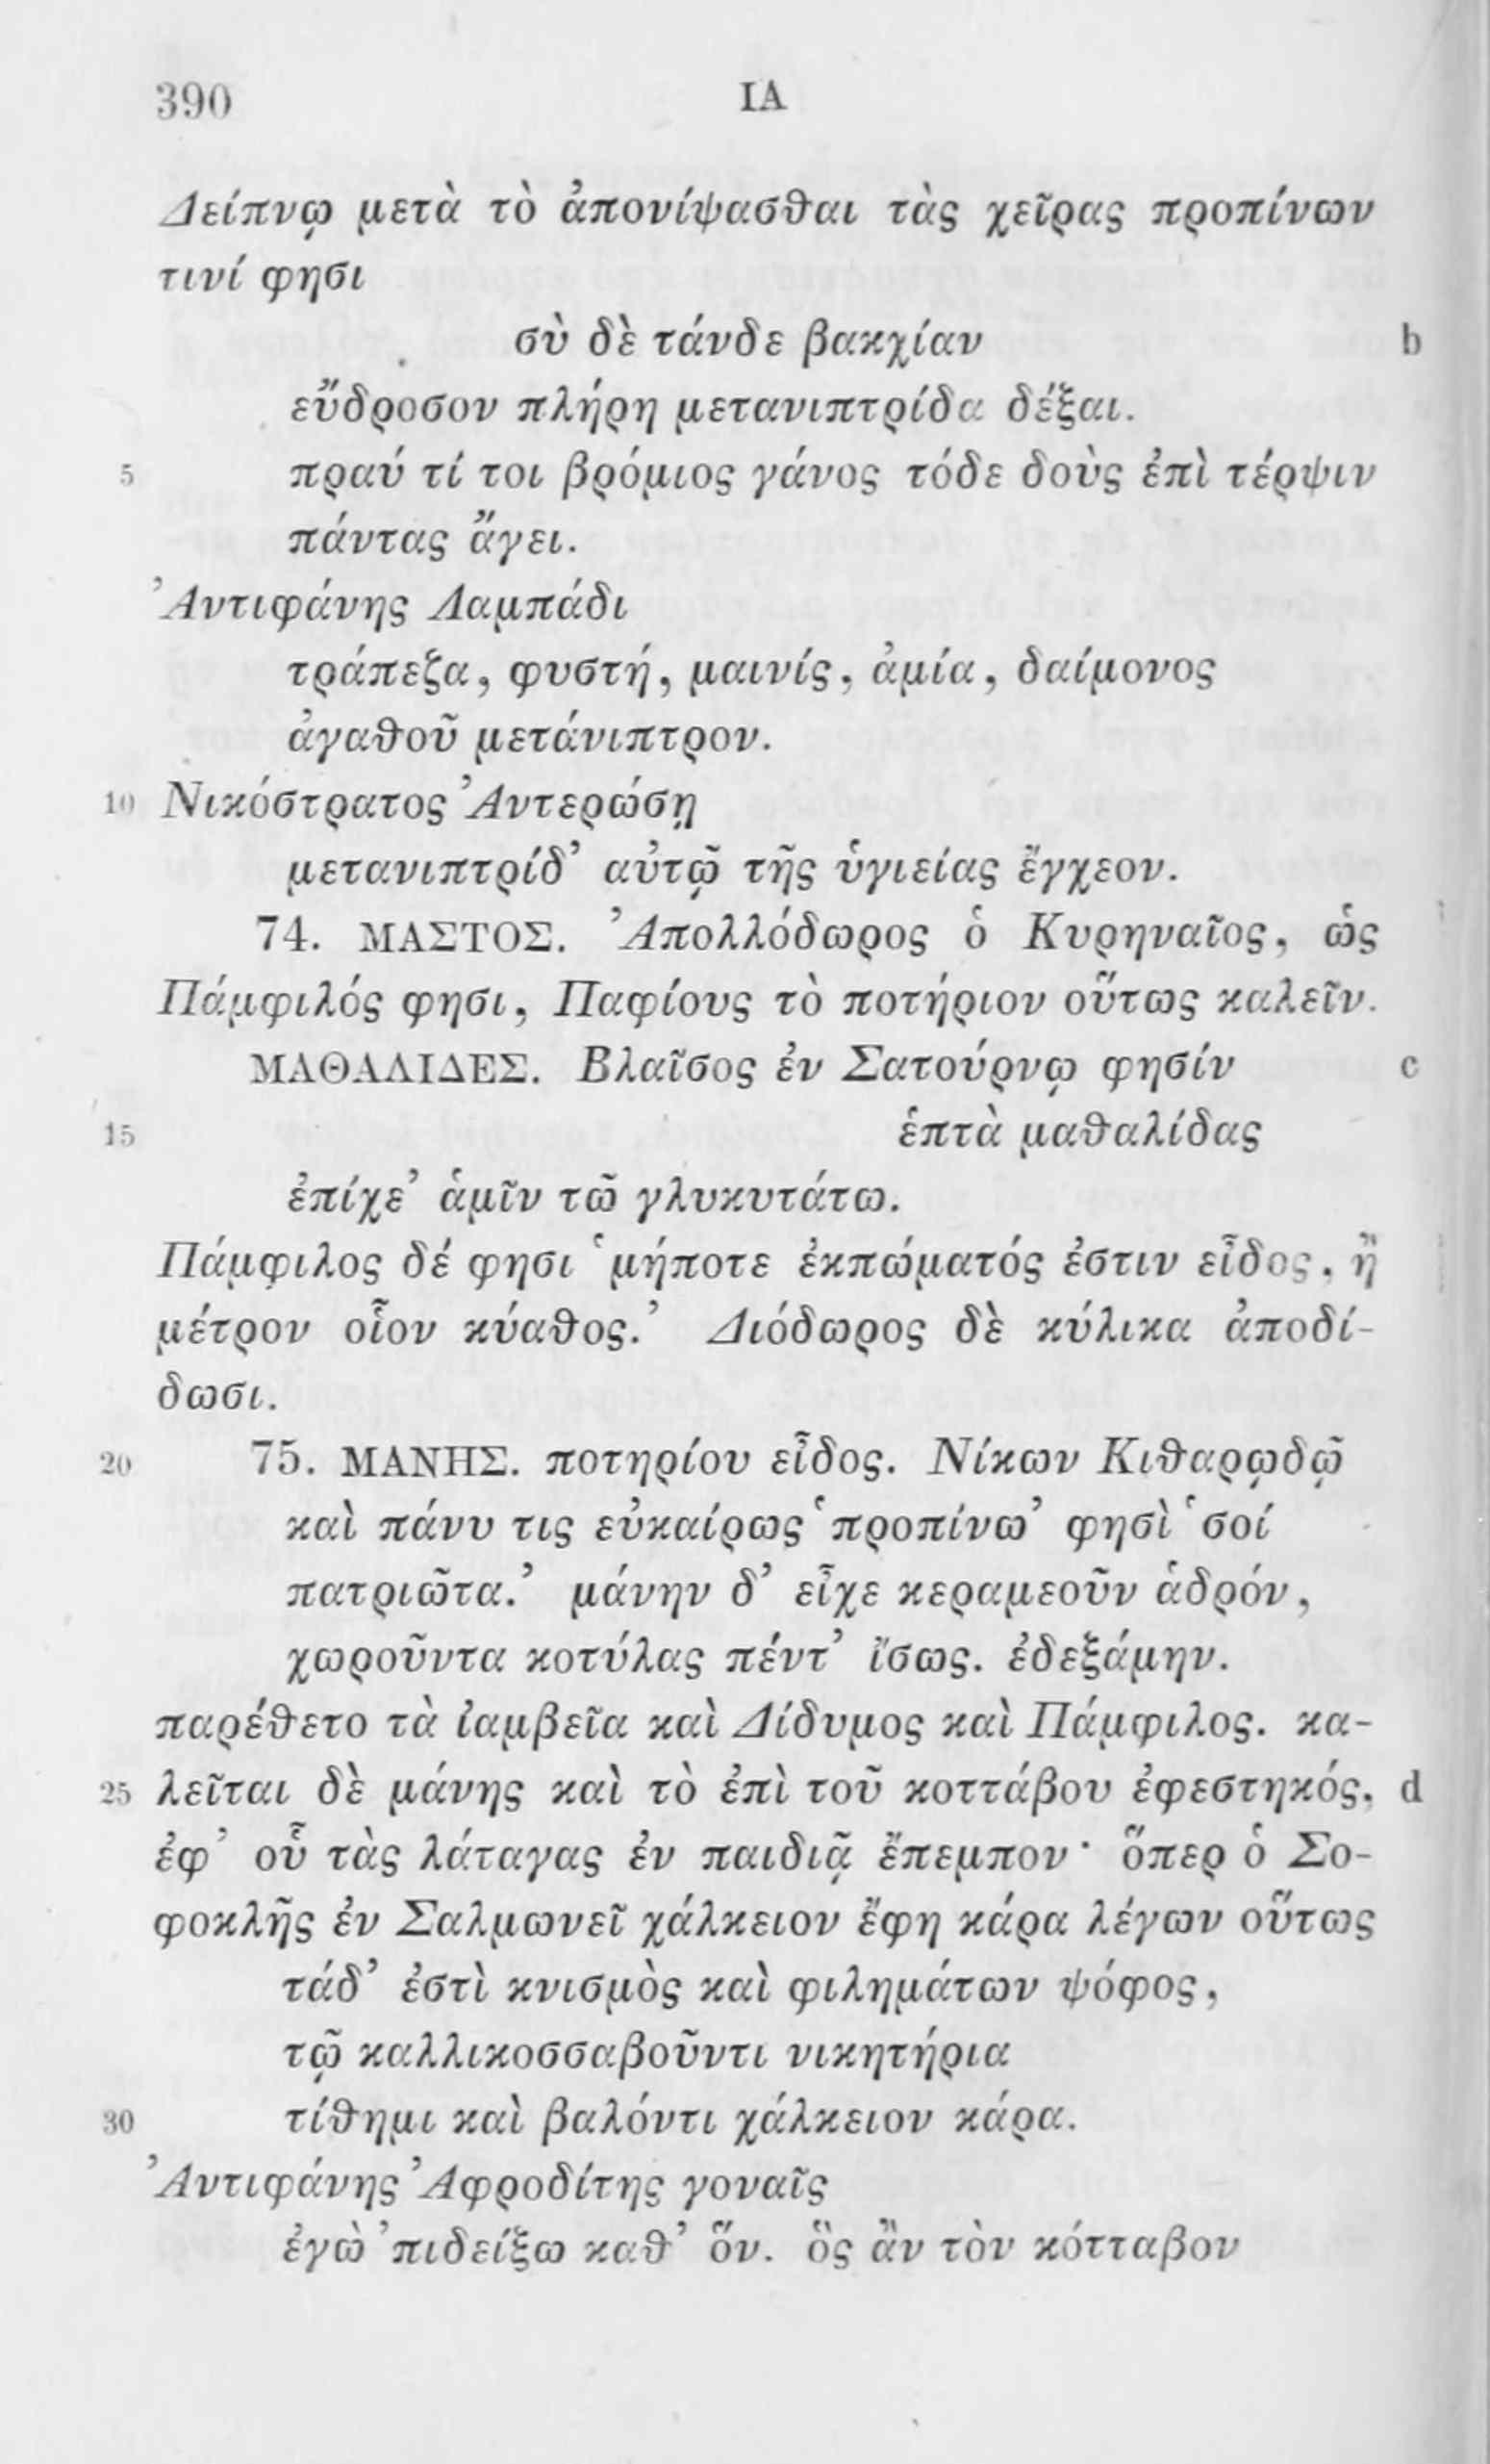 390 ΙΑ
Δείπνῳ μετὰ τὸ ἀπονίψασθαι τὰς χεῖρας προπίνων
τινί φησι
σὺ δὲ τάνδε βακχίαν b
εὔδροσον πλήρη μετανιπτρίδα δέξαι.
5 πραΰ τί τοι βρόμιος γάνος τόδε δοὺς ἐπὶ τέρψιν
πάντας ἄγει.
Ἀντιφάνης Λαμπάδι
τράπεζα, φυστή, μαινίς, ἀμία, δαίμονος
ἀγαθοῦ μετάνιπτρον.
10 Νικόστρατος Ἀντερώσῃ
μετανιπτρίδ’ αὐτῷ τῆς ὑγιείας ἔγχεον.
74. ΜΑΣΤΟΣ. Ἀπολλόδωρος ὁ Κυρηναῖος, ὡς
Πάμφιλός φησι, Παφίους τὸ ποτήριον οὕτως καλεῖν.
ΜΑΘΑΛΙΔΕΣ. Βλαῖσος ἐν Σατούρνῳ φησίν c
15 ἑπτὰ μαθαλίδας
ἐπίχε’ ἁμῖν τῶ γλυκυτάτω.
Πάμφιλος δέ φησι ‘μήποτε ἐκπώματός ἐστιν εἶδος, ἢ
μέτρον οἷον κύαθος.’ Διόδωρος δὲ κύλικα ἀποδί-
δωσι.
20 75. ΜΑΝΗΣ. ποτηρίου εἶδος. Νίκων Κιθαρῳδῷ
καὶ πάνυ τις εὐκαίρως ‘προπίνω’ φησὶ ‘σοί
πατριῶτα.’ μάνην δ’ εἶχε κεραμεοῦν ἁδρόν,
χωροῦντα κοτύλας πέντ’ ἴσως. ἐδεξάμην.
παρέθετο τὰ ἰαμβεῖα καὶ Δίδυμος καὶ Πάμφιλος. κα-
25 λεῖται δὲ μάνης καὶ τὸ ἐπὶ τοῦ κοττάβου ἐφεστηκός, d
ἐφ’ οὗ τὰς λάταγας ἐν παιδιᾷ ἔπεμπον· ὅπερ ὁ Σο-
φοκλῆς ἐν Σαλμωνεῖ χάλκειον ἔφη κάρα λέγων οὕτως
τάδ’ ἐστὶ κνισμὸς καὶ φιλημάτων ψόφος,
τῷ καλλικοσσαβοῦντι νικητήρια
30 τίθημι καὶ βαλόντι χάλκειον κάρα.
Ἀντιφάνης Ἀφροδίτης γοναῖς
ἐγὼ ’πιδείξω καθ’ ὅν. ὃς ἂν τὸν κότταβον